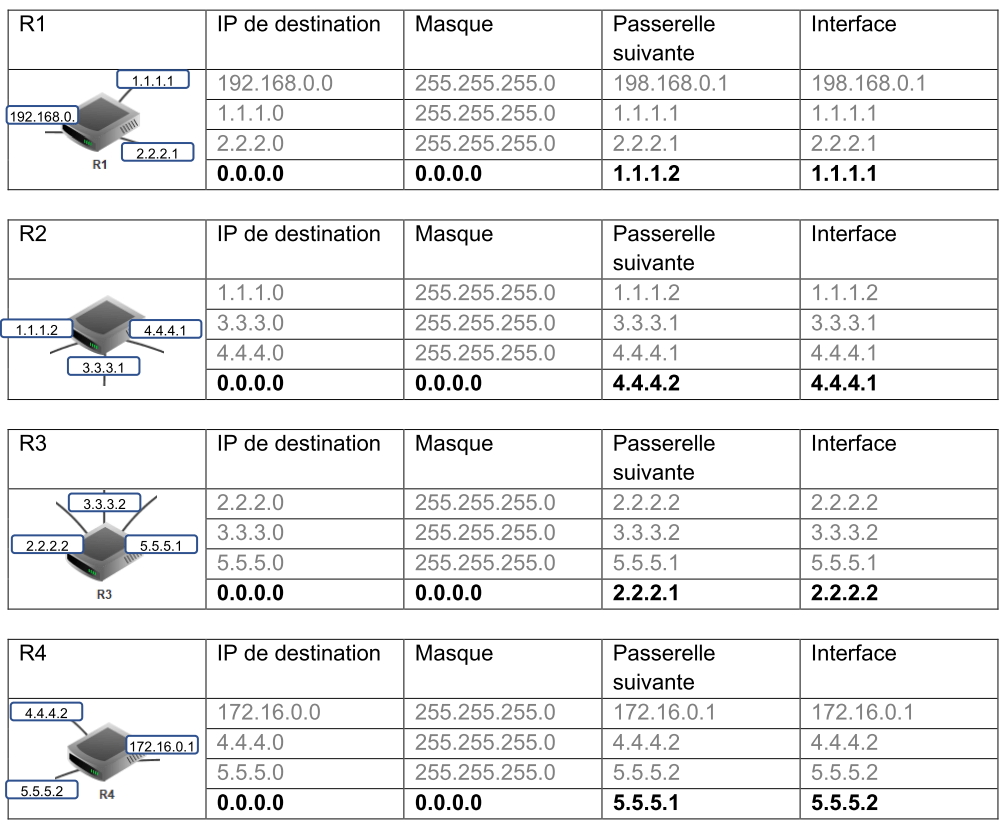 R1 IP de destination Masque Passerelle Interface
suivante
192.168.0.0 255.255.255.0 198.168.0.1 198.168.0.1
1.1.1.0 255.255.255.0 1.1.1.1 1.1.1.1
2.2.2.0 255.255.255.0 2.2.2.1 2.2.2.1
0.0.0.0 0.0.0.0 1.1.1.2 1.1.1.1
1.1.1.1
192.168.0.
2.2.2.1
R1
R2 IP de destination Masque Passerelle Interface
suivante
1.1.1.0 255.255.255.0 1.1.1.2 1.1.1.2
3.3.3.0 255.255.255.0 3.3.3.1 3.3.3.1
4.4.4.0 255.255.255.0 4.4.4.1 4.4.4.1
0.0.0.0 0.0.0.0 4.4.4.2 4.4.4.1
1.1.1.2 4.4.4.1
3.3.3.1
R3 IP de destination Masque Passerelle Interface
suivante
2.2.2.0 255.255.255.0 2.2.2.2 2.2.2.2
3.3.3.0 255.255.255.0 3.3.3.2 3.3.3.2
5.5.5.0 255.255.255.0 5.5.5.1 5.5.5.1
0.0.0.0 0.0.0.0 2.2.2.1 2.2.2.2
3.3.3.2
2.2.2.2 5.5.5.1
R3
R4 IP de destination Masque Passerelle Interface
suivante
172.16.0.0 255.255.255.0 172.16.0.1 172.16.0.1
4.4.4.0 255.255.255.0 4.4.4.2 4.4.4.2
5.5.5.0 255.255.255.0 5.5.5.2 5.5.5.2
0.0.0.0 0.0.0.0 5.5.5.1 5.5.5.2
4.4.4.2
172.16.0.1
5.5.5.2
R4